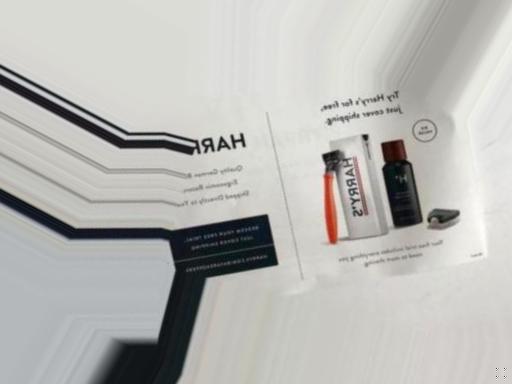 Try Harry's for free,
just cover shipping.
HARRY'S
Your free trial includes everything you
need to start shaving.
HARR
Quality German
Ergonomic Razors.
Shipped Directly to You.
REDEEM YOUR FREE TRIAL,
JUST COVER SHIPPING